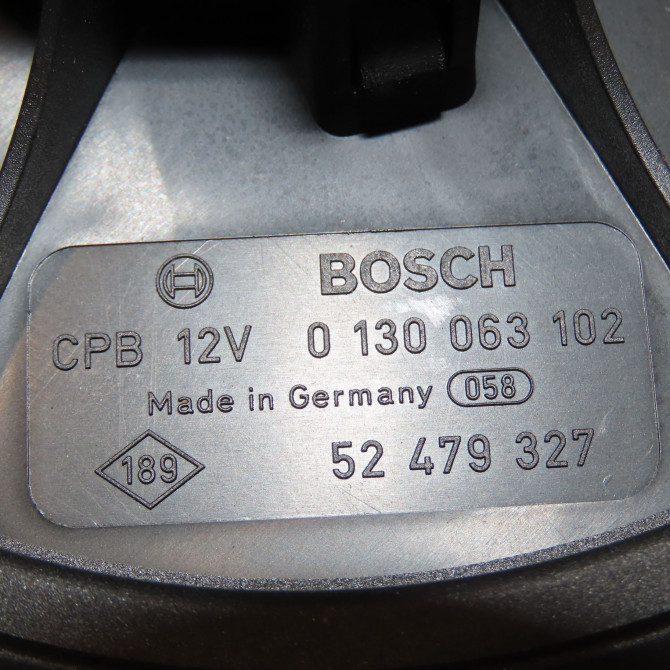 BOSCH
CPB 12V 0 130 063 102
Made in Germany 058
189 52 479 327